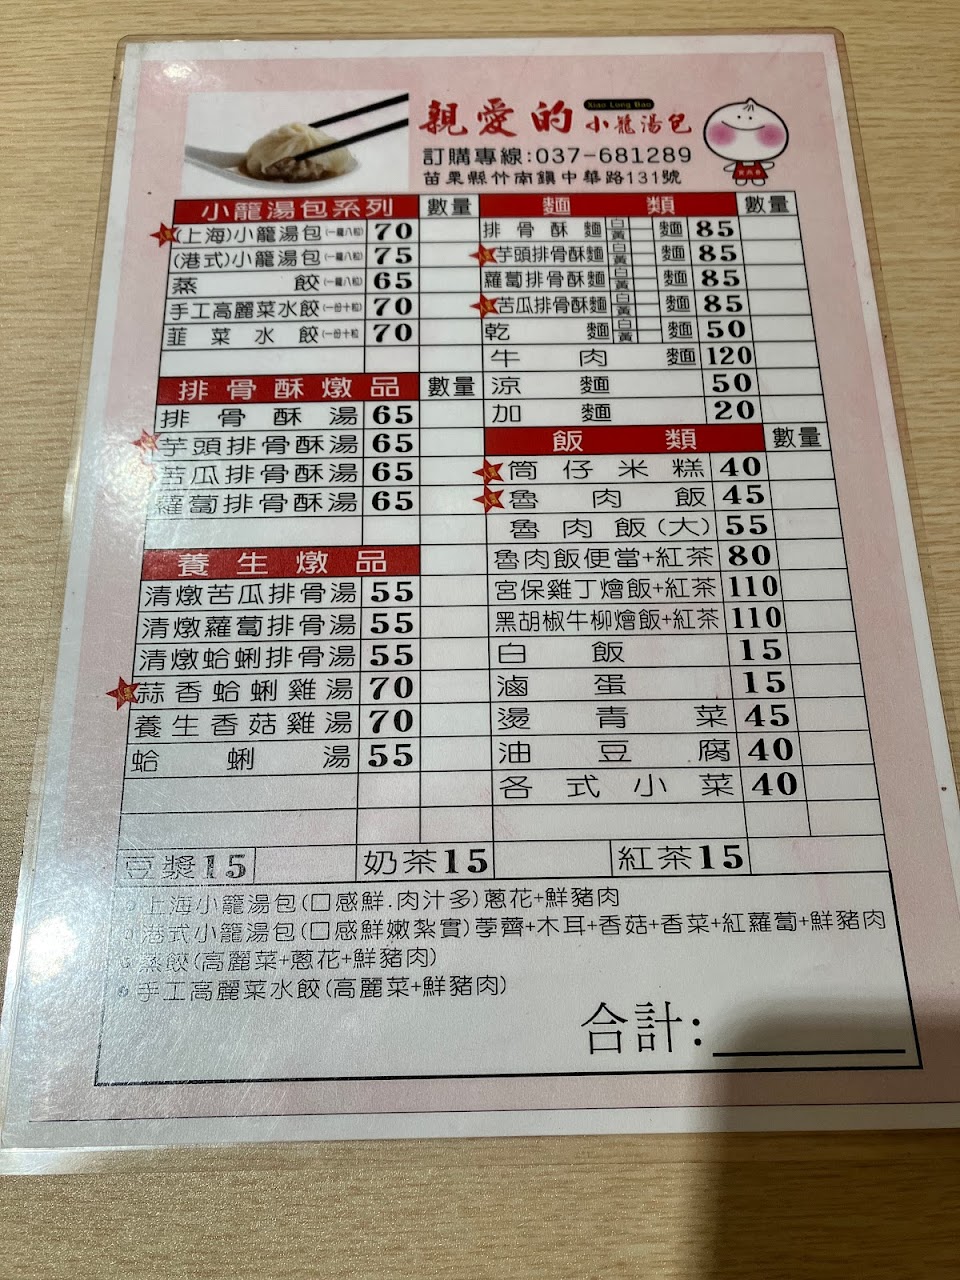 親愛的 Xiao Long Bao 小籠湯包
訂購專線:037-681289
苗栗縣竹南鎮中華路131號
小籠湯包系列 數量
(上海)小籠湯包(一籠八粒) 70
(港式)小籠湯包(一籠八粒) 75
蒸餃(一籠八粒) 65
手工高麗菜水餃(一份十粒) 70
韭菜水餃(一份十粒) 70
排骨酥燉品 數量
排骨酥湯 65
芋頭排骨酥湯 65
苦瓜排骨酥湯 65
蘿蔔排骨酥湯 65
養生燉品
清燉苦瓜排骨湯 55
清燉蘿蔔排骨湯 55
清燉蛤蜊排骨湯 55
蒜香蛤蜊雞湯 70
養生香菇雞湯 70
蛤蜊湯 55
麵類 數量
排骨酥麵 白 黃 麵 85
芋頭排骨酥麵 白 黃 麵 85
蘿蔔排骨酥麵 白 黃 麵 85
苦瓜排骨酥麵 白 黃 麵 85
乾麵 白 黃 麵 50
牛肉麵 120
涼麵 50
加麵 20
飯類 數量
筒仔米糕 40
魯肉飯 45
魯肉飯(大) 55
魯肉飯便當+紅茶 80
宮保雞丁燴飯+紅茶 110
黑胡椒牛柳燴飯+紅茶 110
白飯 15
滷蛋 15
燙青菜 45
油豆腐 40
各式小菜 40
豆漿15 奶茶15 紅茶15
上海小籠湯包(口感鮮.肉汁多)蔥花+鮮豬肉
港式小籠湯包(口感鮮嫩紮實)荸薺+木耳+香菇+香菜+紅蘿蔔+鮮豬肉
蒸餃(高麗菜+蔥花+鮮豬肉)
手工高麗菜水餃(高麗菜+鮮豬肉)
合計: